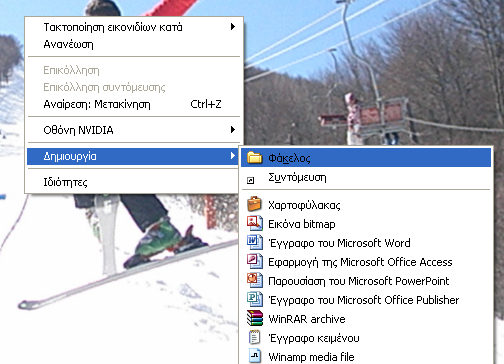 Τακτοποίηση εικονιδίων κατά
Ανανέωση
Επικόλληση
Επικόλληση συντόμευσης
Αναίρεση: Μετακίνηση Ctrl+Z
Οθόνη NVIDIA
Δημιουργία
Ιδιότητες
Φάκελος
Συντόμευση
Χαρτοφύλακας
Εικόνα bitmap
Έγγραφο του Microsoft Word
Εφαρμογή της Microsoft Office Access
Παρουσίαση του Microsoft PowerPoint
Έγγραφο του Microsoft Office Publisher
WinRAR archive
Έγγραφο κειμένου
Winamp media file